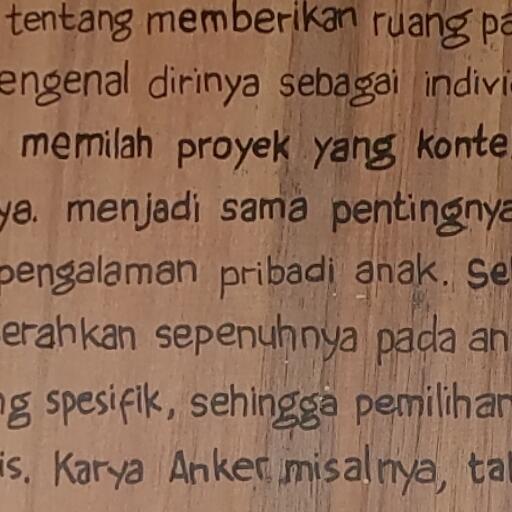 tentang memberikan ruang pa
engenal dirinya sebagai indivi
memilah proyek yang konte
ya. menjadi sama pentingnya
pengalaman pribadi anak. Se
erahkan sepenuhnya pada an
g spesifik, sehingga pemilihan
is. Karya Anker misalnya, tal